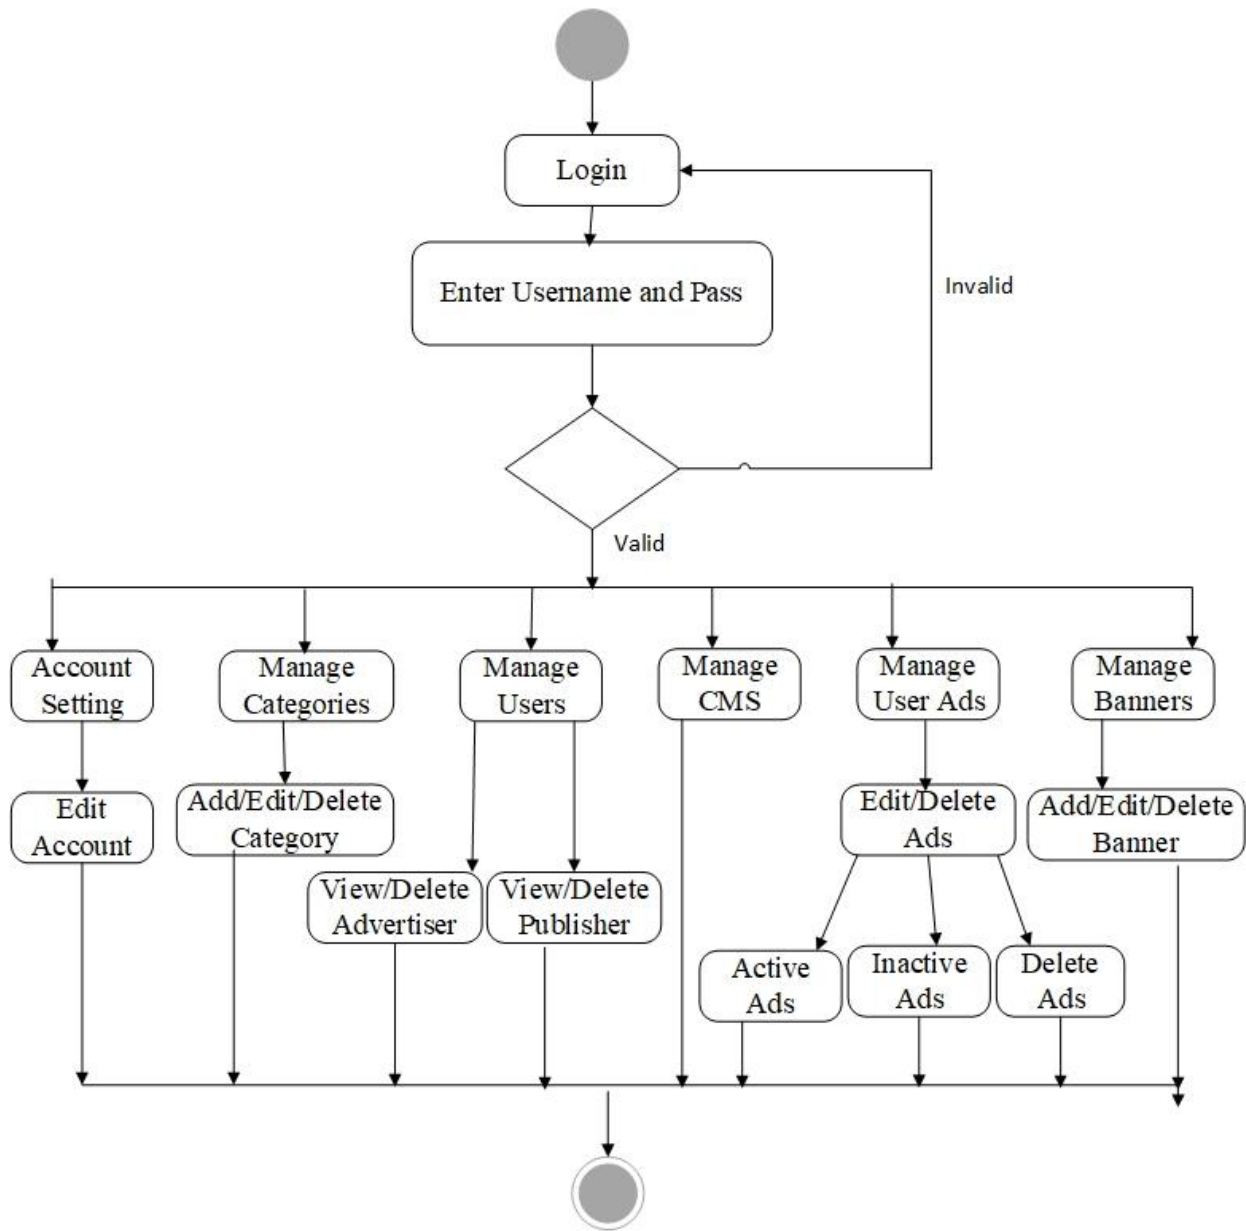 Login
Enter Username and Pass
Invalid
Valid
Account
Setting
Manage
Categories
Manage
Users
Manage
CMS
Manage
User Ads
Manage
Banners
Edit
Account
Add/Edit/Delete
Category
Edit/Delete
Ads
Add/Edit/Delete
Banner
View/Delete
Advertiser
View/Delete
Publisher
Active
Ads
Inactive
Ads
Delete
Ads